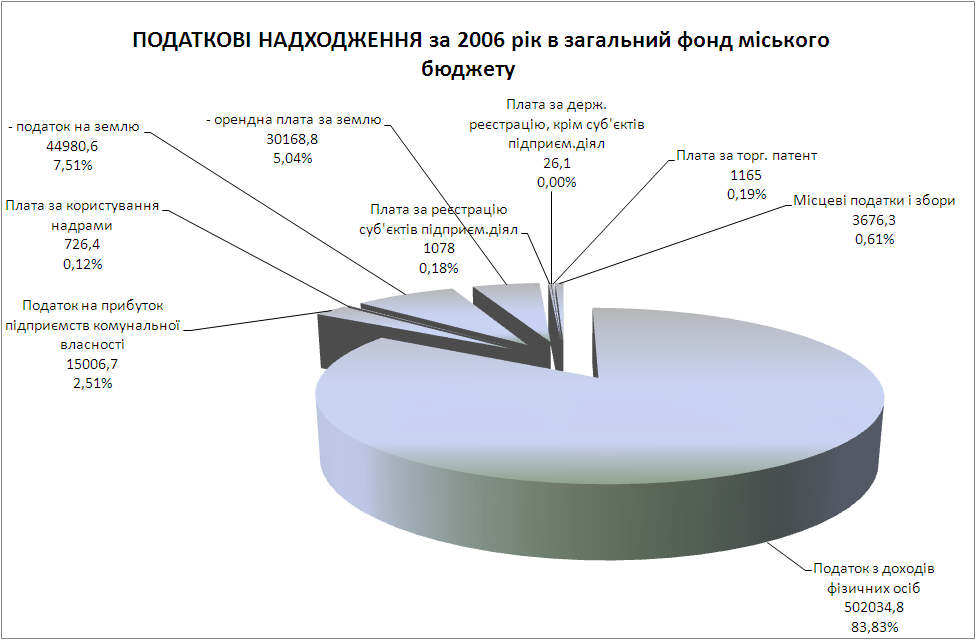 ПОДАТКОВІ НАДХОДЖЕННЯ за 2006 рік в загальний фонд міського
бюджету
- податок на землю
44980,6
7,51%
- орендна плата за землю
30168,8
5,04%
Плата за держ.
реєстрацію, крім суб'єктів
підприєм.діял
26,1
0,00%
Плата за торг. патент
1165
0,19%
Місцеві податки і збори
3676,3
0,61%
Плата за користування
надрами
726,4
0,12%
Плата за реєстрацію
суб'єктів підприєм.діял
1078
0,18%
Податок на прибуток
підприємств комунальної
власності
15006,7
2,51%
Податок з доходів
фізичних осіб
502034,8
83,83%